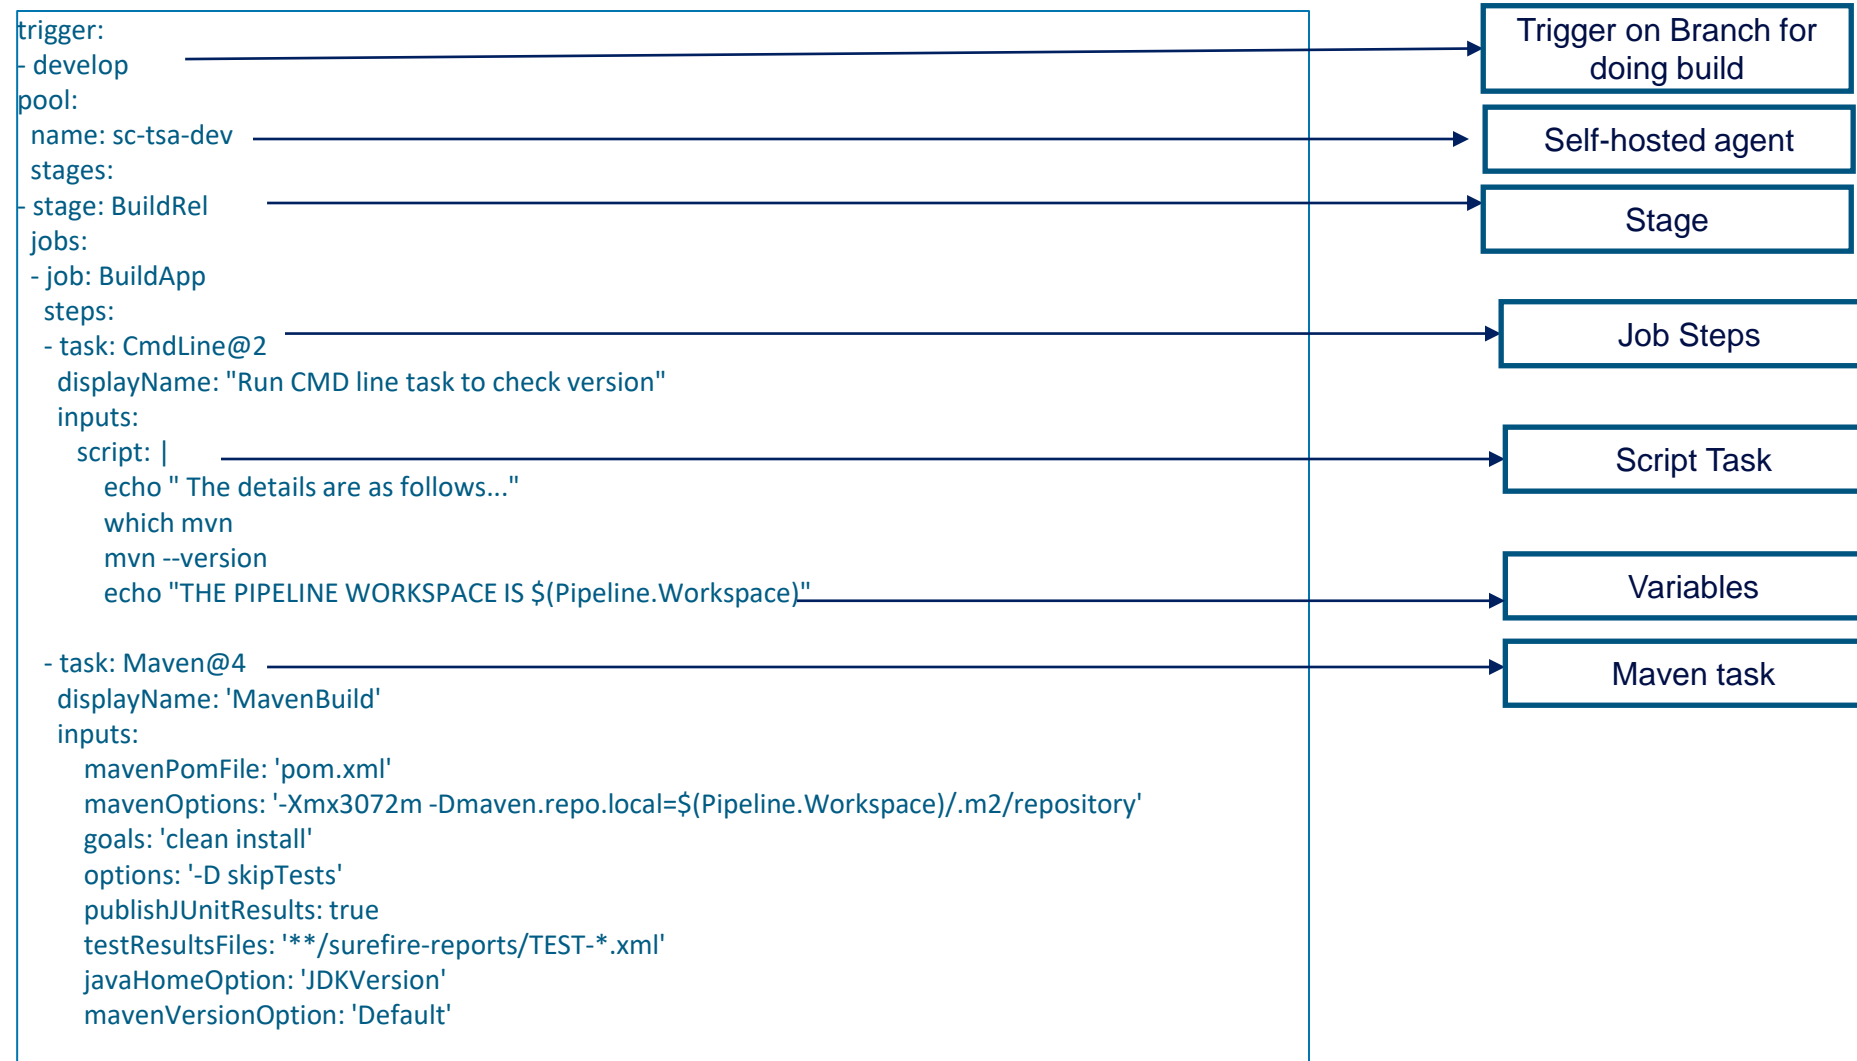 trigger:
- develop
pool:
name: sc-tsa-dev
stages:
- stage: BuildRel
jobs:
- job: BuildApp
steps:
- task: CmdLine@2
displayName: "Run CMD line task to check version"
inputs:
script: |
echo " The details are as follows..."
which mvn
mvn --version
echo "THE PIPELINE WORKSPACE IS $(Pipeline.Workspace)"
- task: Maven@4
displayName: 'MavenBuild'
inputs:
mavenPomFile: 'pom.xml'
mavenOptions: '-Xmx3072m -Dmaven.repo.local=$(Pipeline.Workspace)/.m2/repository'
goals: 'clean install'
options: '-D skipTests'
publishJUnitResults: true
testResultsFiles: '**/surefire-reports/TEST-*.xml'
javaHomeOption: 'JDKVersion'
mavenVersionOption: 'Default'
Trigger on Branch for
doing build
Self-hosted agent
Stage
Job Steps
Script Task
Variables
Maven task